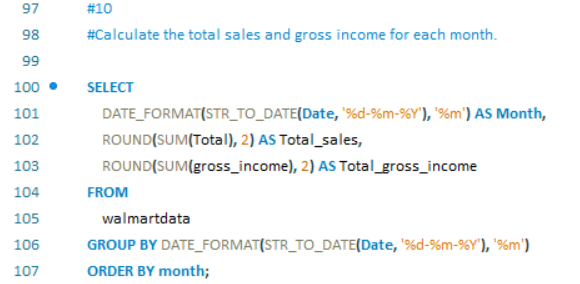 97 #10
98 #Calculate the total sales and gross income for each month.
99
100 SELECT
101 DATE_FORMAT(STR_TO_DATE(Date, '%d-%m-%Y'), '%m') AS Month,
102 ROUND(SUM(Total), 2) AS Total_sales,
103 ROUND(SUM(gross_income), 2) AS Total_gross_income
104 FROM
105 walmartdata
106 GROUP BY DATE_FORMAT(STR_TO_DATE(Date, '%d-%m-%Y'), '%m')
107 ORDER BY month;